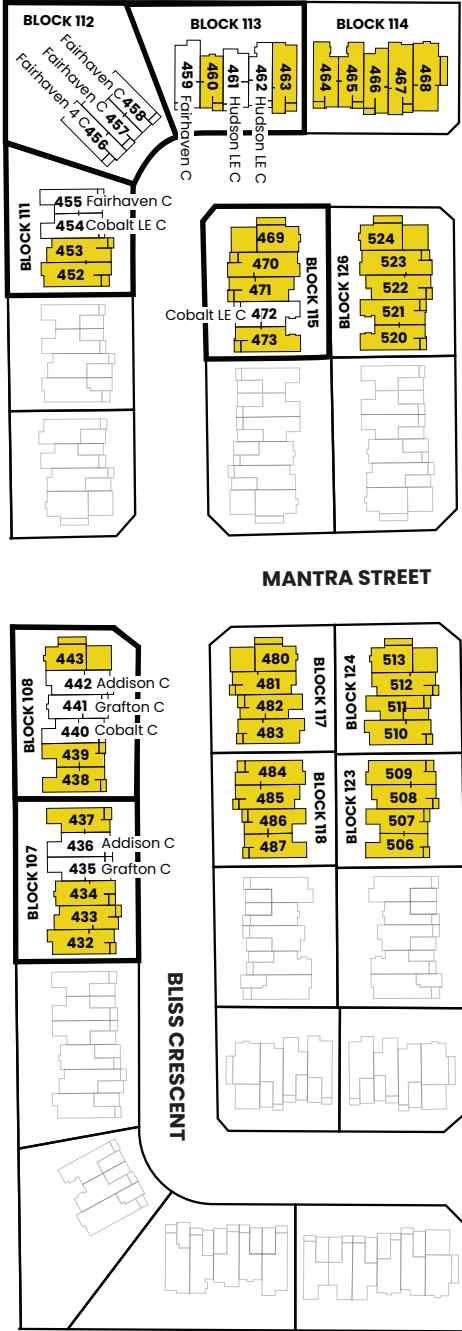 BLOCK 112
Fairhaven C 458
Fairhaven C 457
Fairhaven 4 C 456
BLOCK 113
459 Fairhaven C
460
461 Hudson LE C
462 Hudson LE C
463
BLOCK 114
464
465
466
467
468
BLOCK 111
455 Fairhaven C
454 Cobalt LE C
453
452
BLOCK 115
469
470
471
Cobalt LE C 472
473
BLOCK 126
524
523
522
521
520
MANTRA STREET
BLOCK 108
443
442 Addison C
441 Grafton C
440 Cobalt C
439
438
BLOCK 117
480
481
482
483
BLOCK 124
513
512
511
510
BLOCK 107
437
436 Addison C
435 Grafton C
434
433
432
BLOCK 118
484
485
486
487
BLOCK 123
509
508
507
506
BLISS CRESCENT